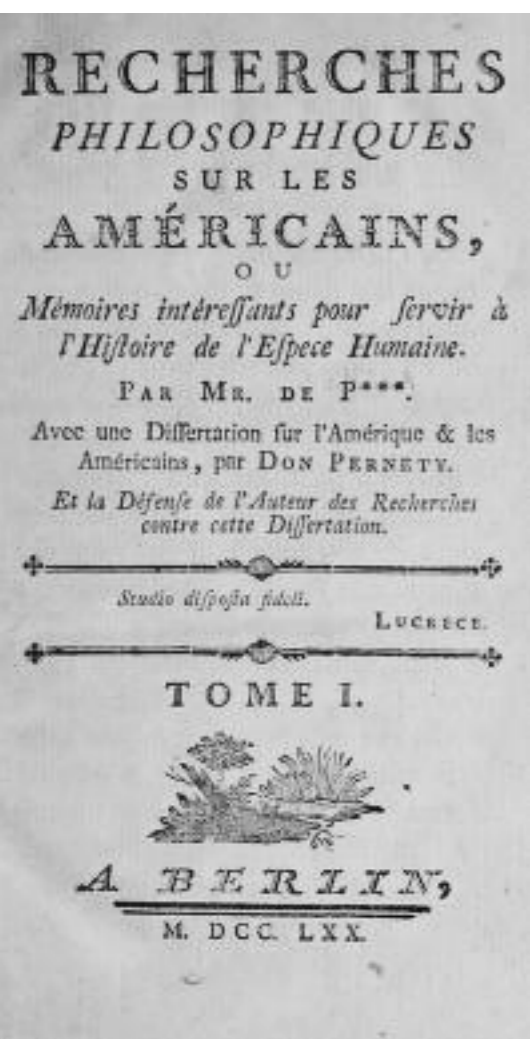 RECHERCHES
PHILOSOPHIQUES
SUR LES
AMÉRICAINS,
OU
Mémoires intéreſſants pour ſervir à
l'Hiſtoire de l'Eſpece Humaine.
PAR MR. DE P***.
Avec une Diſſertation ſur l'Amérique & les
Américains, par DON PERNETY.
Et la Défenſe de l'Auteur des Recherches
contre cette Diſſertation.
Studio diſpoſta fideli.
LUCRECE.
TOME I.
A BERLIN,
M. DCC. LXX.